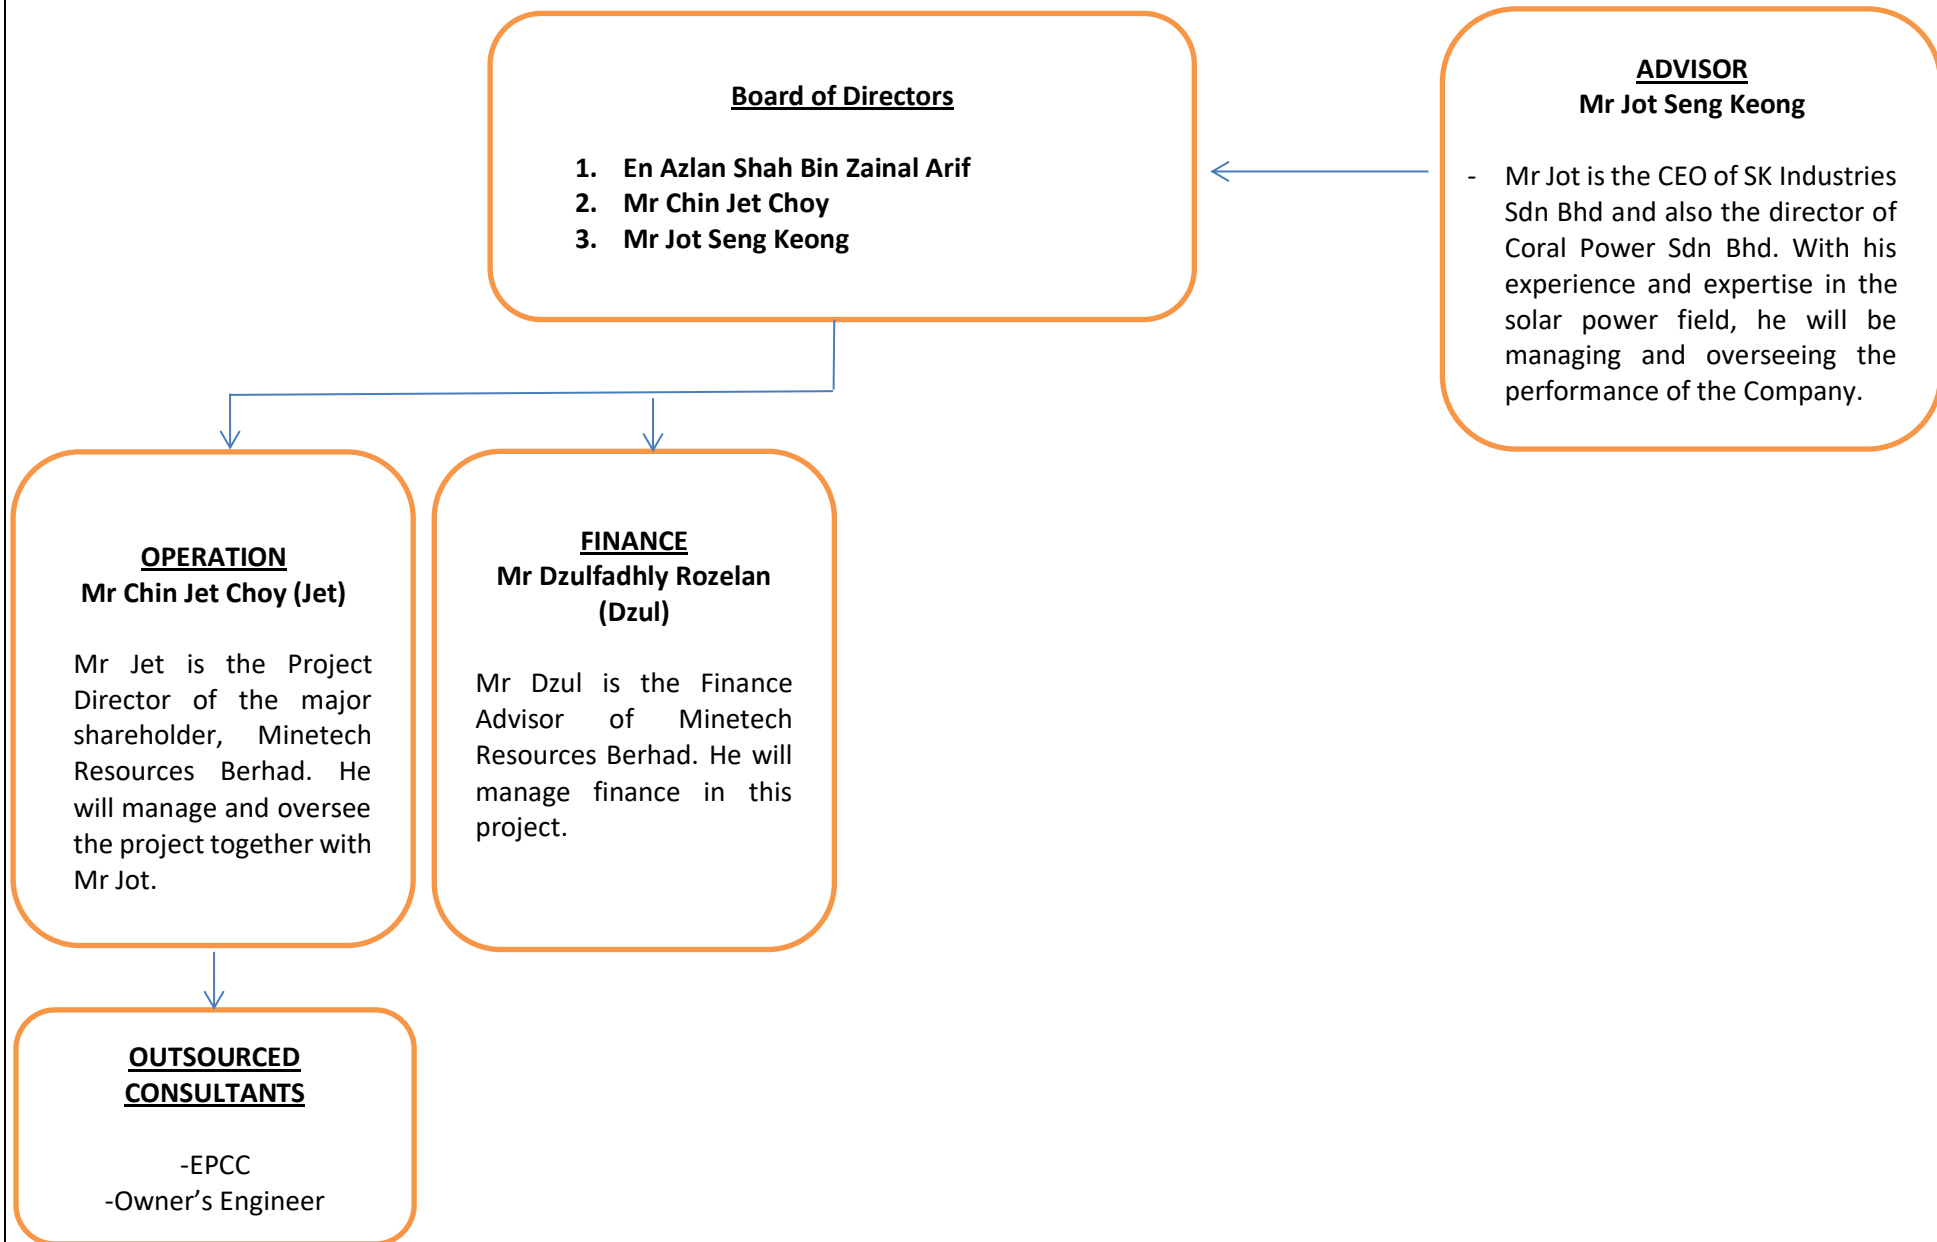 Board of Directors
1. En Azlan Shah Bin Zainal Arif
2. Mr Chin Jet Choy
3. Mr Jot Seng Keong
ADVISOR
Mr Jot Seng Keong
- Mr Jot is the CEO of SK Industries
Sdn Bhd and also the director of
Coral Power Sdn Bhd. With his
experience and expertise in the
solar power field, he will be
managing and overseeing the
performance of the Company.
OPERATION
Mr Chin Jet Choy (Jet)
Mr Jet is the Project
Director of the major
shareholder, Minetech
Resources Berhad. He
will manage and oversee
the project together with
Mr Jot.
FINANCE
Mr Dzulfadhly Rozelan
(Dzul)
Mr Dzul is the Finance
Advisor of Minetech
Resources Berhad. He will
manage finance in this
project.
OUTSOURCED
CONSULTANTS
-EPCC
-Owner’s Engineer